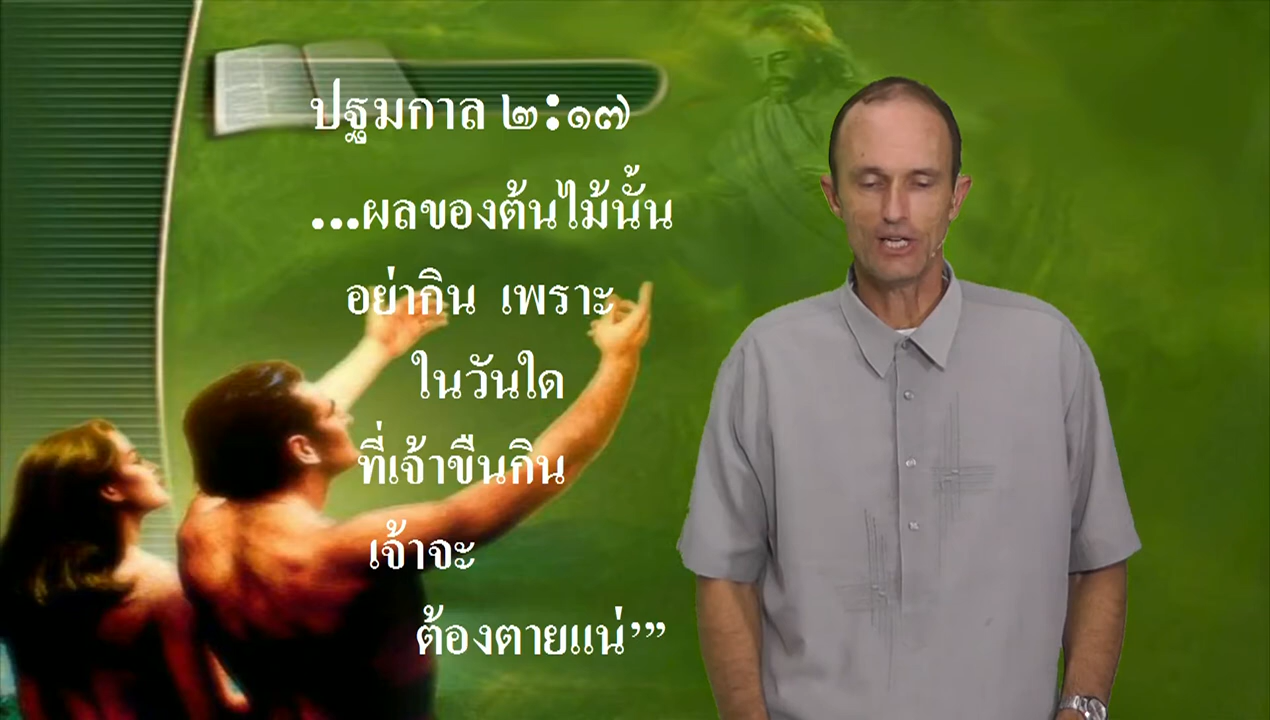 ปฐมกาล ๒:๑๗
...ผลของต้นไม้นั้น
อย่ากิน เพราะ
ในวันใด
ที่เจ้าขืนกิน
เจ้าจะ
ต้องตายแน่’”